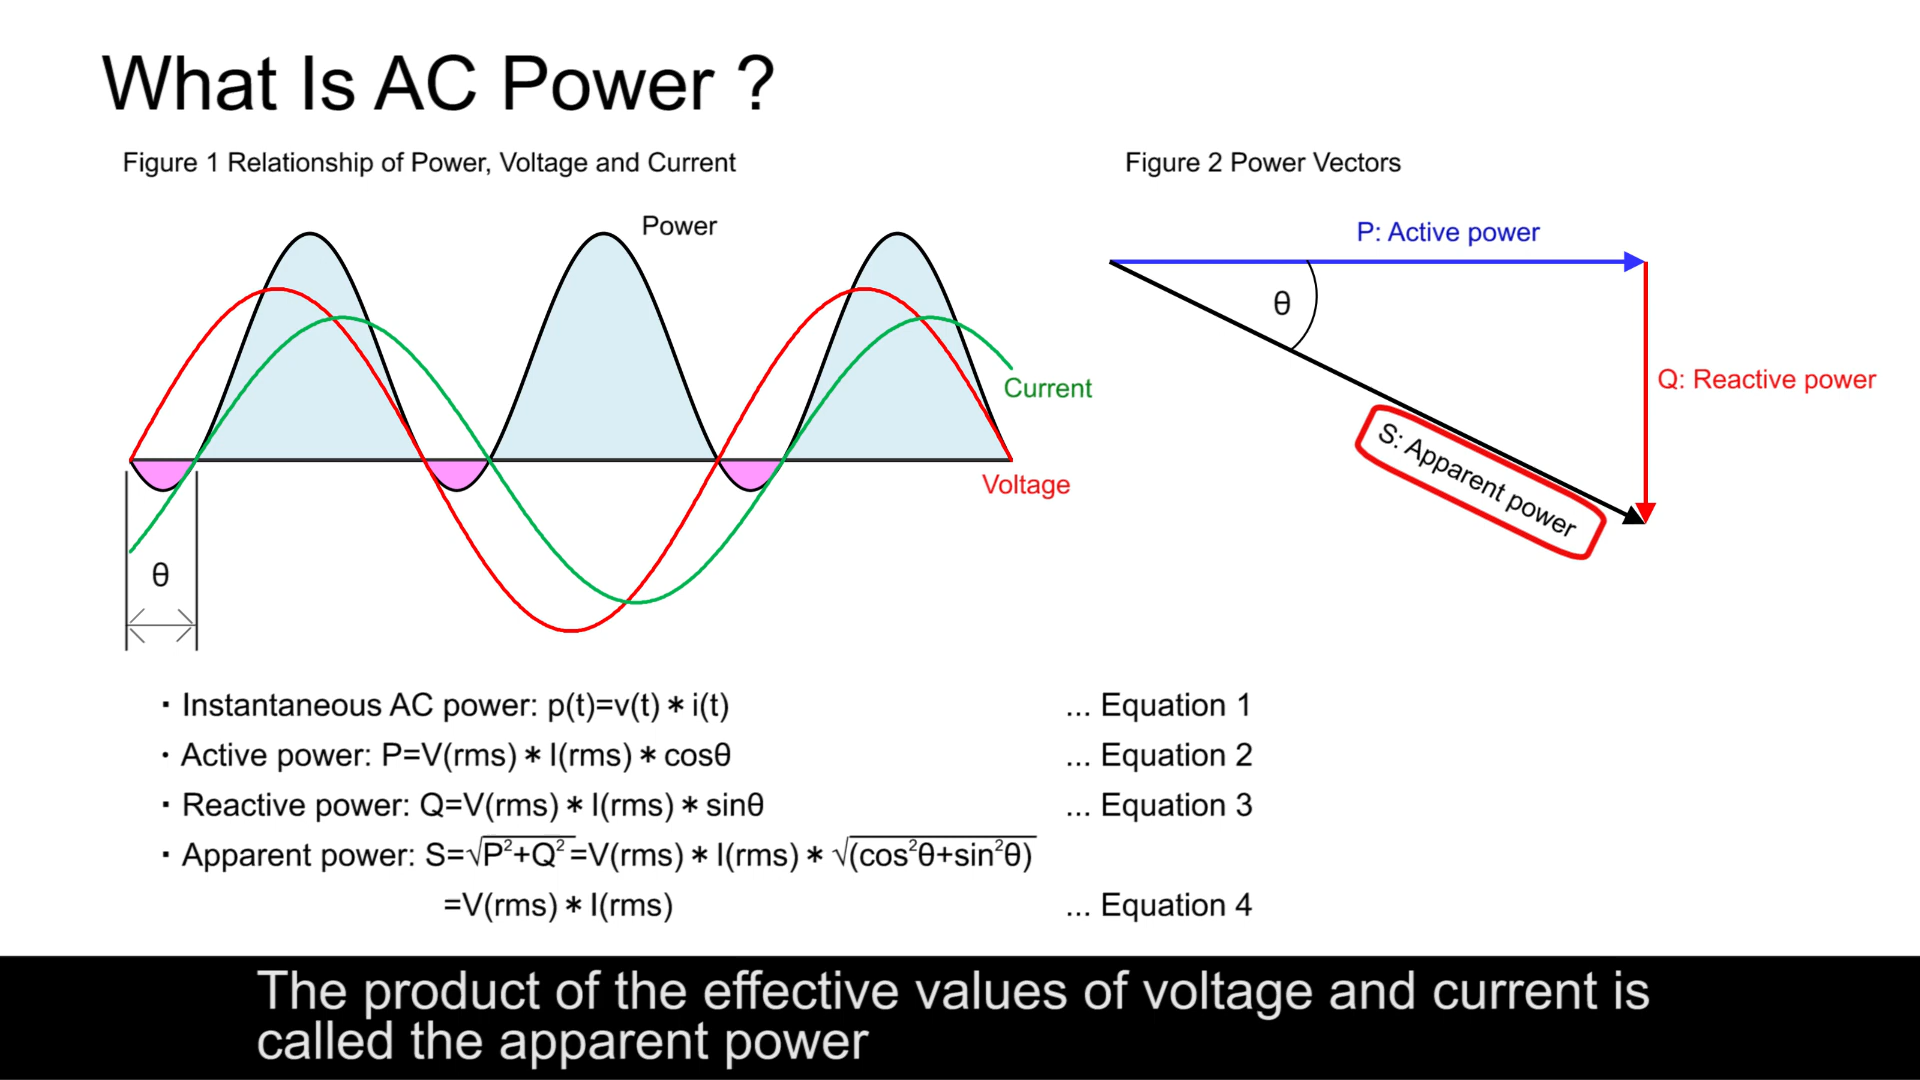 What Is AC Power ?
Figure 1 Relationship of Power, Voltage and Current
Figure 2 Power Vectors
Power
P: Active power
θ
Current
Q: Reactive power
S: Apparent power
Voltage
θ
・Instantaneous AC power: p(t)=v(t)∗i(t) ... Equation 1
・Active power: P=V(rms)∗I(rms)∗cosθ ... Equation 2
・Reactive power: Q=V(rms)∗I(rms)∗sinθ ... Equation 3
・Apparent power: S=√P²+Q²=V(rms)∗I(rms)∗√(cos²θ+sin²θ)
=V(rms)∗I(rms) ... Equation 4
The product of the effective values of voltage and current is
called the apparent power